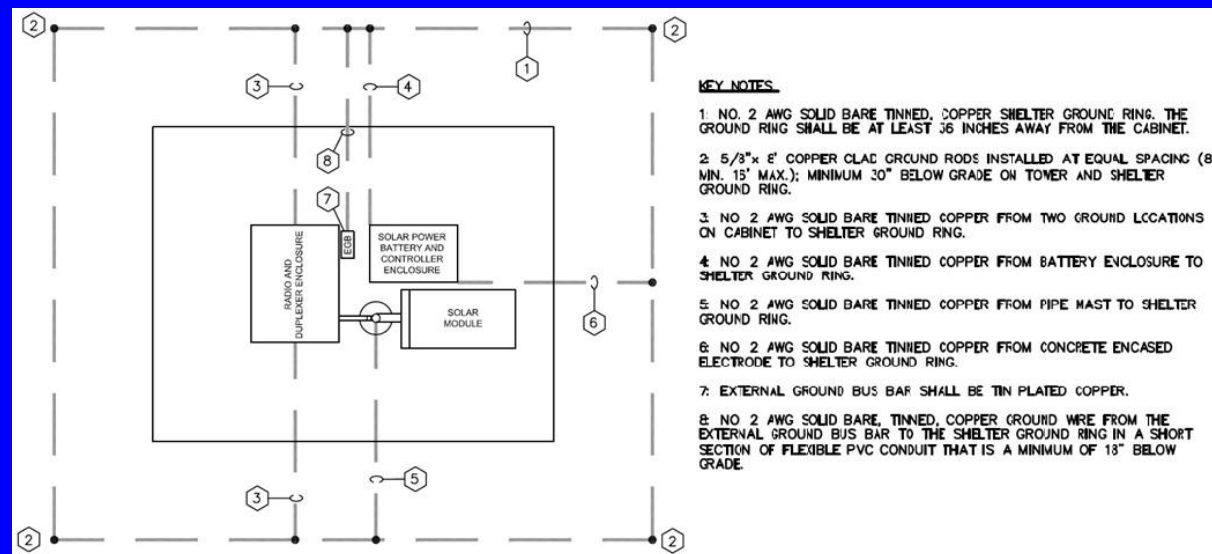 2
2
1
3
4
8
7
EGB
SOLAR POWER
BATTERY AND
CONTROLLER
ENCLOSURE
RADIO AND
DUPLEXER ENCLOSURE
SOLAR
MODULE
6
5
3
2
2
KEY NOTES
1: NO. 2 AWG SOLID BARE TINNED, COPPER SHELTER GROUND RING. THE
GROUND RING SHALL BE AT LEAST 36 INCHES AWAY FROM THE CABINET.
2: 5/8"x 8' COPPER CLAD GROUND RODS INSTALLED AT EQUAL SPACING (8
MIN. 15' MAX.); MINIMUM 30" BELOW GRADE ON TOWER AND SHELTER
GROUND RING.
3: NO 2 AWG SOLID BARE TINNED COPPER FROM TWO GROUND LOCATIONS
ON CABINET TO SHELTER GROUND RING.
4: NO 2 AWG SOLID BARE TINNED COPPER FROM BATTERY ENCLOSURE TO
SHELTER GROUND RING.
5: NO 2 AWG SOLID BARE TINNED COPPER FROM PIPE MAST TO SHELTER
GROUND RING.
6: NO 2 AWG SOLID BARE TINNED COPPER FROM CONCRETE ENCASED
ELECTRODE TO SHELTER GROUND RING.
7: EXTERNAL GROUND BUS BAR SHALL BE TIN PLATED COPPER.
8: NO 2 AWG SOLID BARE, TINNED, COPPER GROUND WIRE FROM THE
EXTERNAL GROUND BUS BAR TO THE SHELTER GROUND RING IN A SHORT
SECTION OF FLEXIBLE PVC CONDUIT THAT IS A MINIMUM OF 18" BELOW
GRADE.